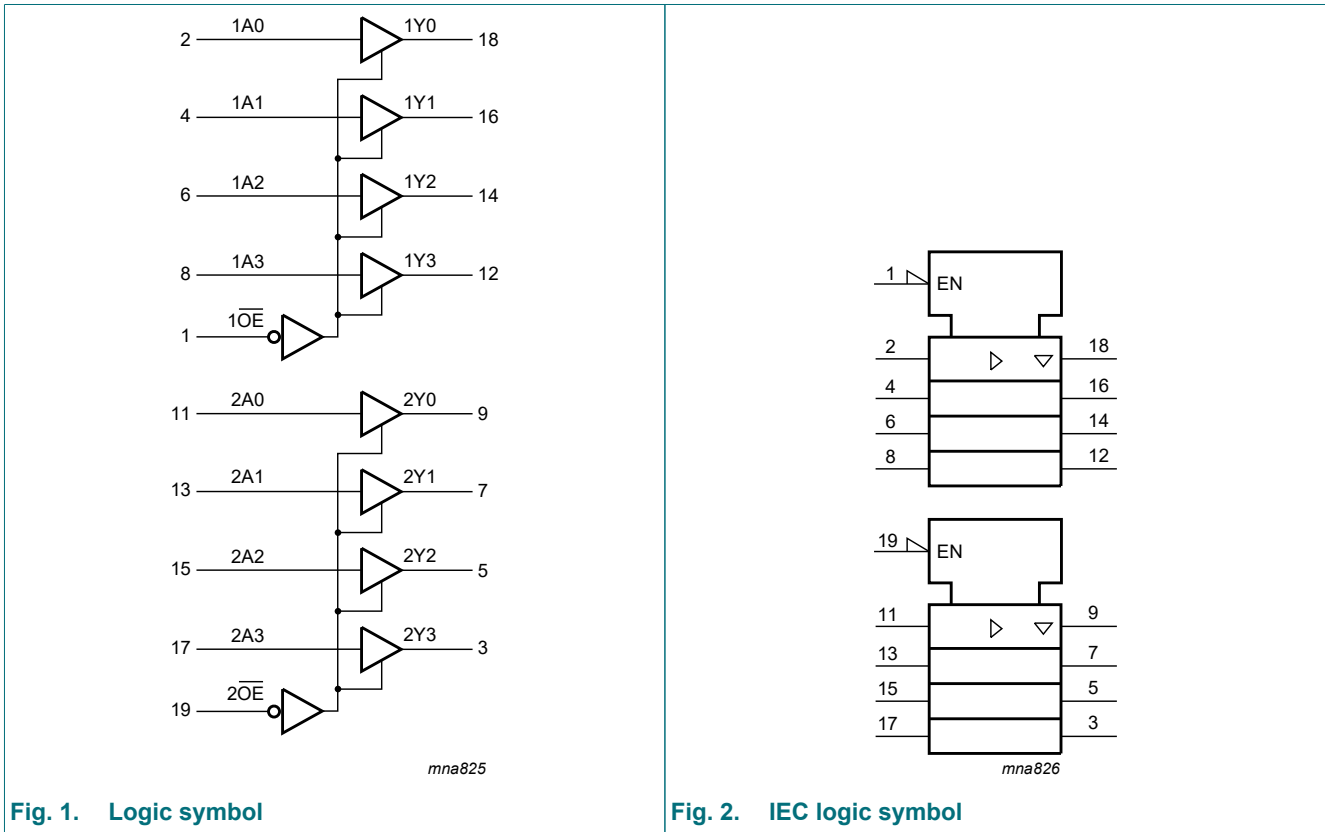 2 1A0 1Y0 18
4 1A1 1Y1 16
6 1A2 1Y2 14
8 1A3 1Y3 12
1 1O̅E̅
11 2A0 2Y0 9
13 2A1 2Y1 7
15 2A2 2Y2 5
17 2A3 2Y3 3
19 2O̅E̅
mna825
Fig. 1. Logic symbol
1 EN
2 18
4 16
6 14
8 12
19 EN
11 9
13 7
15 5
17 3
mna826
Fig. 2. IEC logic symbol